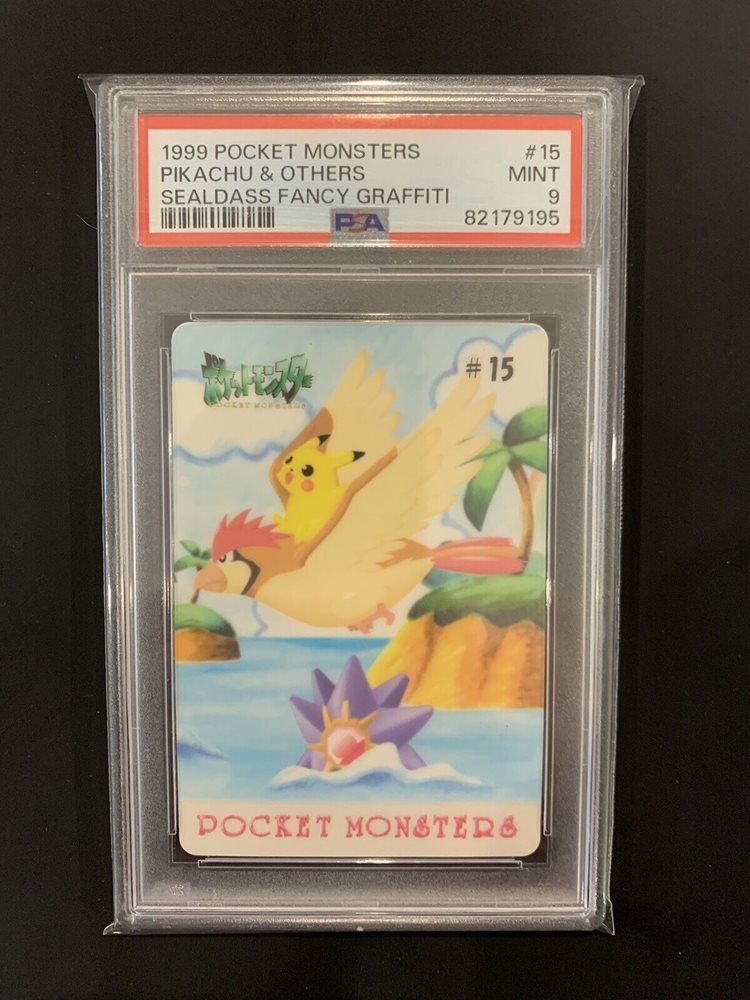 1999 POCKET MONSTERS #15
PIKACHU & OTHERS MINT
SEALDASS FANCY GRAFFITI 9
PSA 82179195
ポケットモンスター
POCKET MONSTERS
#15
POCKET MONSTERS